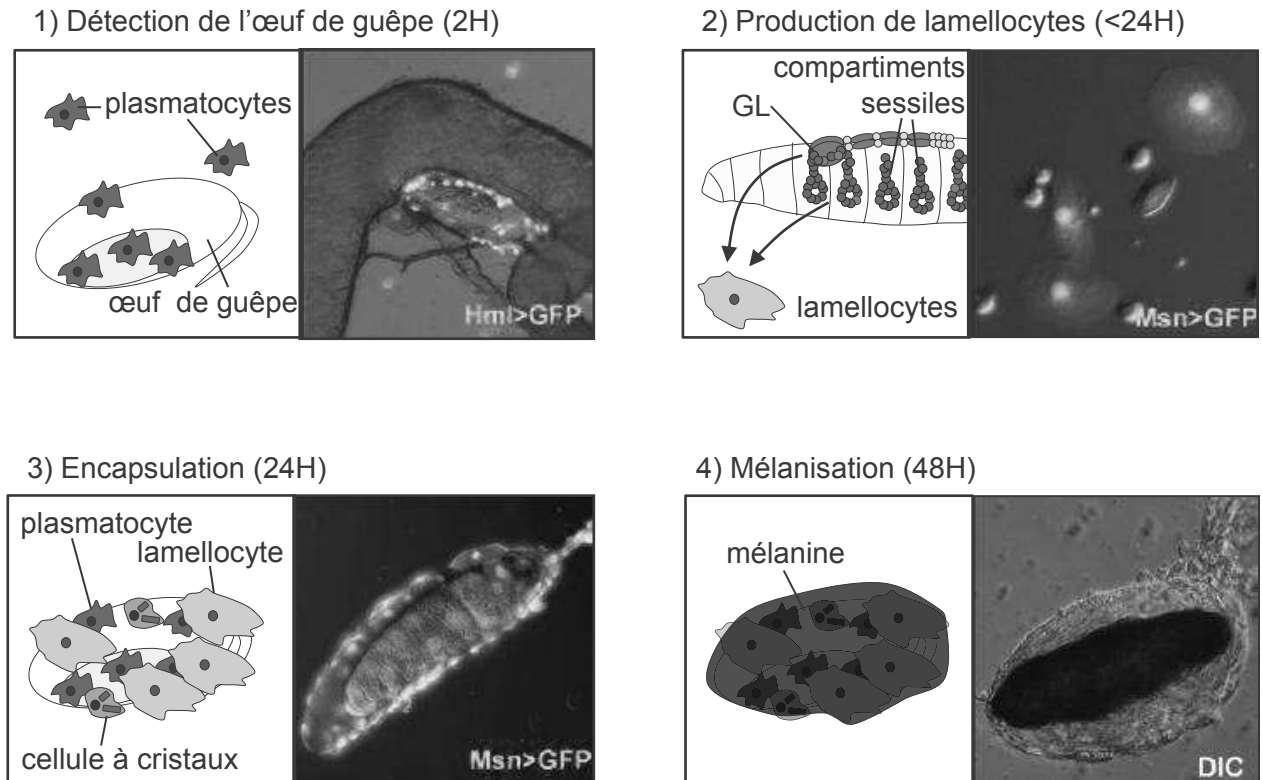 1) Détection de l'œuf de guêpe (2H)
plasmatocytes
œuf de guêpe
Hml>GFP
2) Production de lamellocytes (<24H)
compartiments
GL
sessiles
lamellocytes
Msn>GFP
3) Encapsulation (24H)
plasmatocyte
lamellocyte
cellule à cristaux
Msn>GFP
4) Mélanisation (48H)
mélanine
DIC